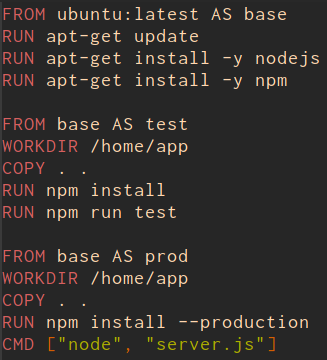 FROM ubuntu:latest AS base
RUN apt-get update
RUN apt-get install -y nodejs
RUN apt-get install -y npm

FROM base AS test
WORKDIR /home/app
COPY . .
RUN npm install
RUN npm run test

FROM base AS prod
WORKDIR /home/app
COPY . .
RUN npm install --production
CMD ["node", "server.js"]